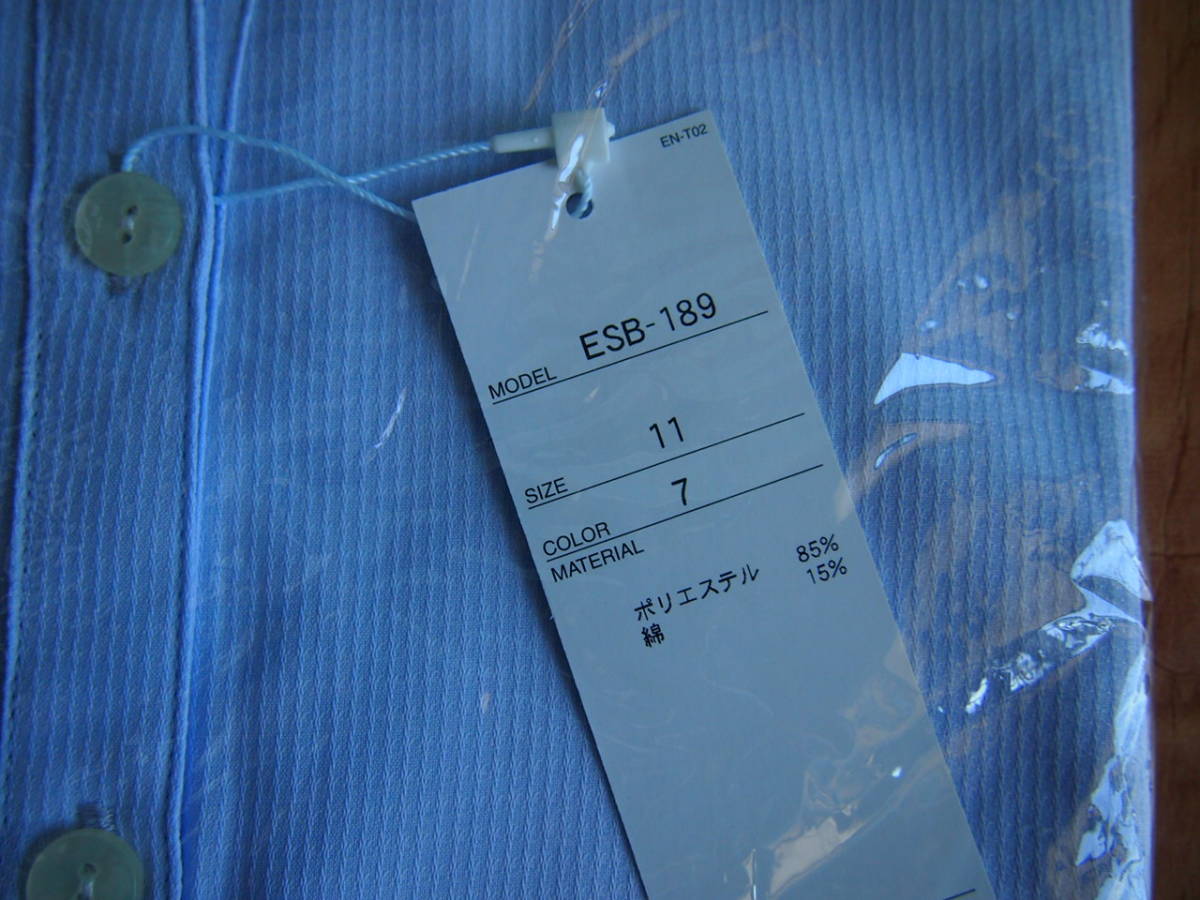 EN-T02
MODEL ESB-189
SIZE 11
COLOR 7
MATERIAL
ポリエステル 85%
綿 15%